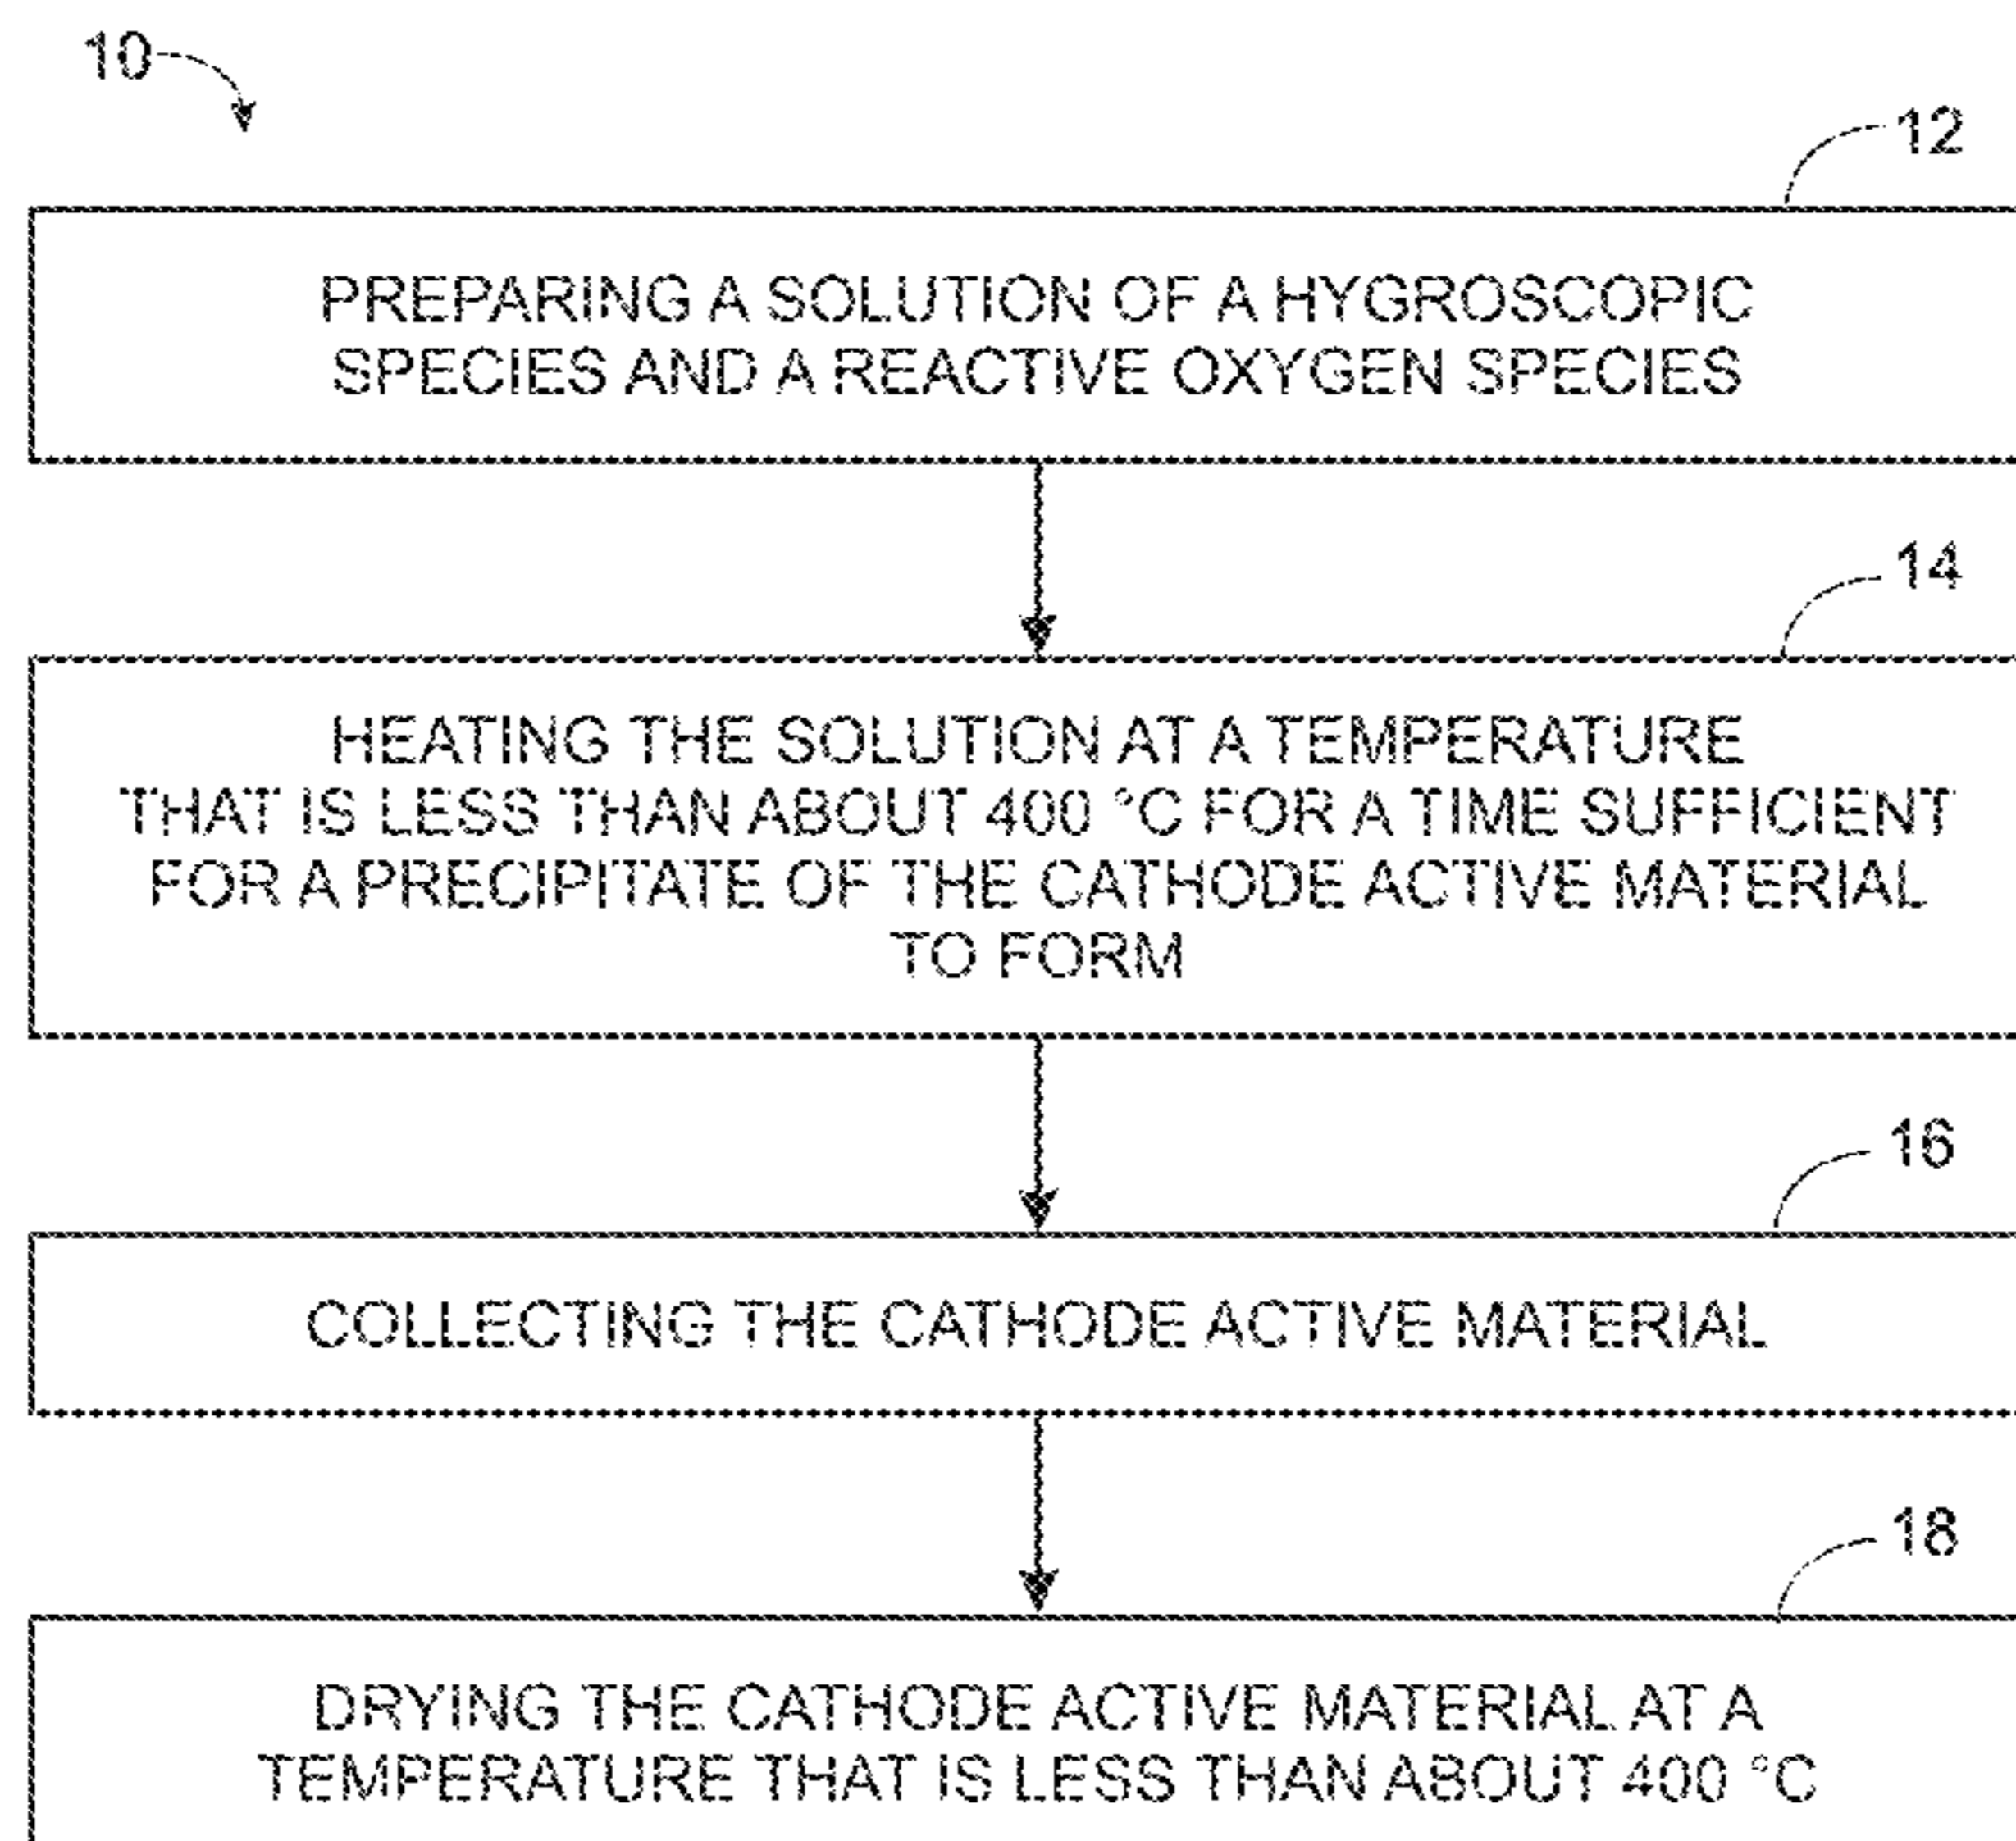 10
12
PREPARING A SOLUTION OF A HYGROSCOPIC
SPECIES AND A REACTIVE OXYGEN SPECIES
14
HEATING THE SOLUTION AT A TEMPERATURE
THAT IS LESS THAN ABOUT 400 °C FOR A TIME SUFFICIENT
FOR A PRECIPITATE OF THE CATHODE ACTIVE MATERIAL
TO FORM
16
COLLECTING THE CATHODE ACTIVE MATERIAL
18
DRYING THE CATHODE ACTIVE MATERIAL AT A
TEMPERATURE THAT IS LESS THAN ABOUT 400 °C